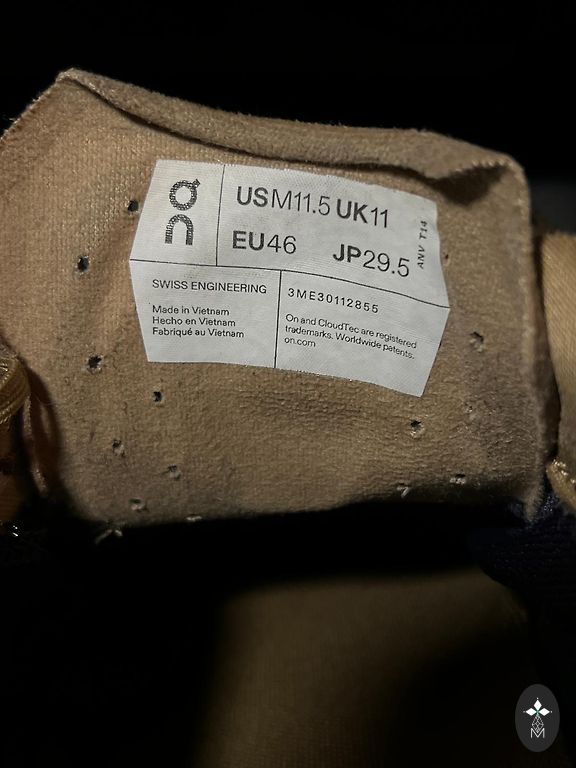 on
USM11.5 UK11
EU46 JP29.5
ANV T14
SWISS ENGINEERING
Made in Vietnam
Hecho en Vietnam
Fabriqué au Vietnam
3ME30112855
On and CloudTec are registered
trademarks. Worldwide patents.
on.com
M